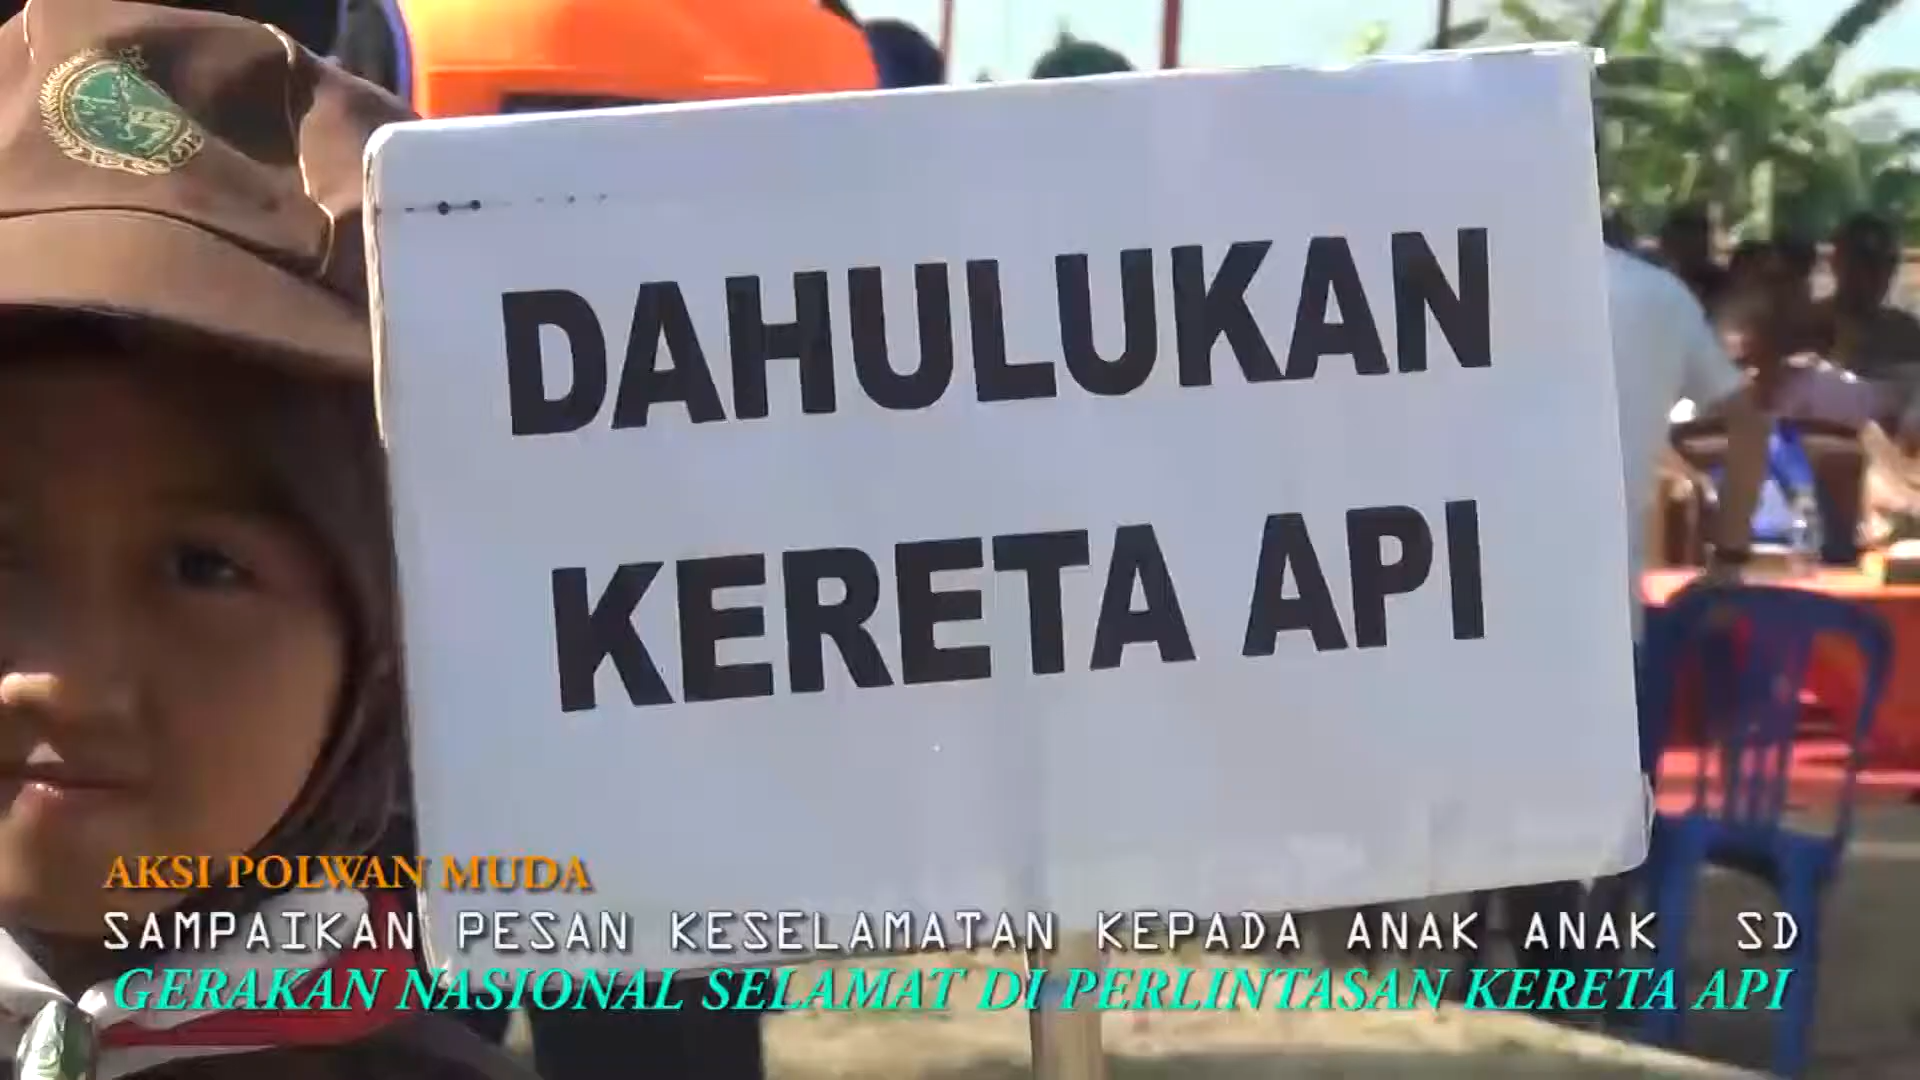 DAHULUKAN
KERETA API
AKSI POLWAN MUDA
SAMPAIKAN PESAN KESELAMATAN KEPADA ANAK ANAK SD
GERAKAN NASIONAL SELAMAT DI PERLINTASAN KERETA API